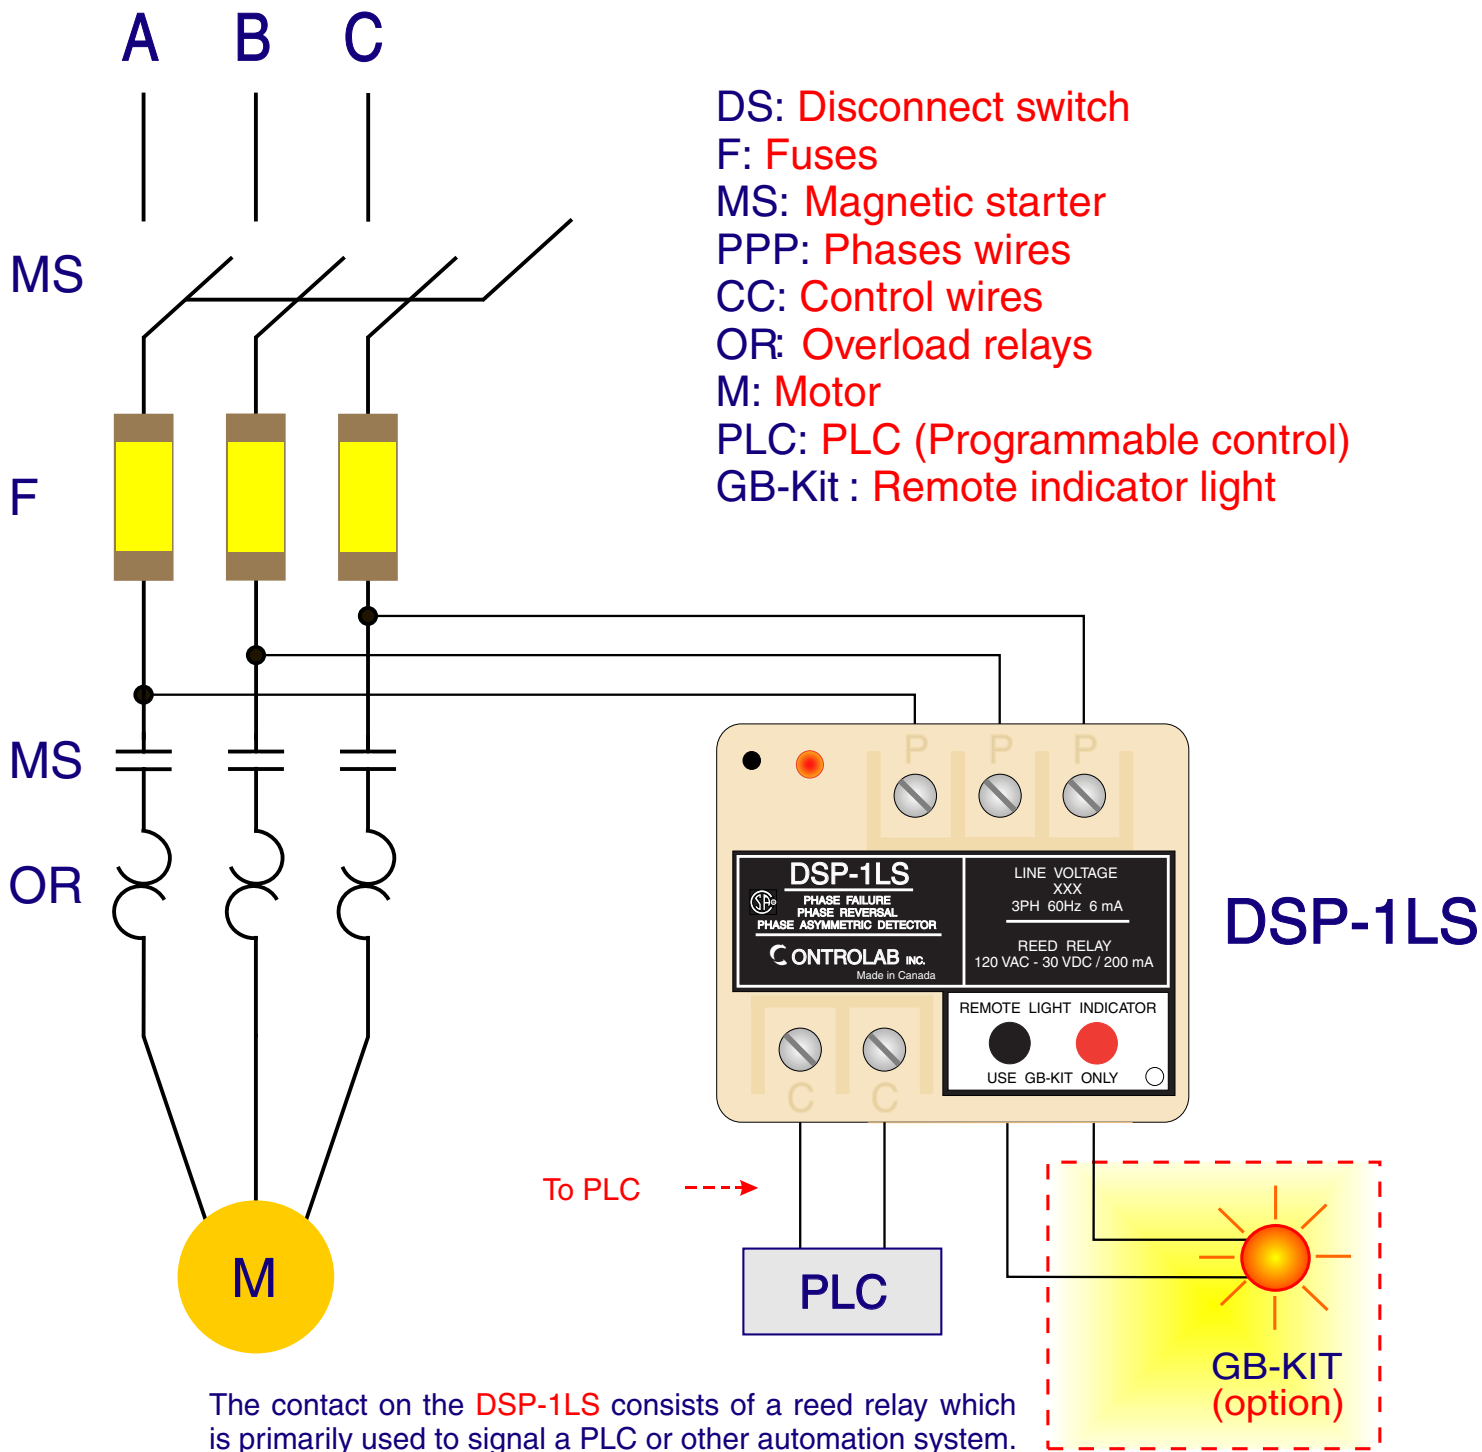 A B C
DS: Disconnect switch
F: Fuses
MS: Magnetic starter
PPP: Phases wires
CC: Control wires
OR: Overload relays
M: Motor
PLC: PLC (Programmable control)
GB-Kit : Remote indicator light
MS
F
MS
OR
P P P
DSP-1LS
PHASE FAILURE
PHASE REVERSAL
PHASE ASYMMETRIC DETECTOR
CONTROLAB INC.
Made in Canada
LINE VOLTAGE
XXX
3PH 60Hz 6 mA
REED RELAY
120 VAC - 30 VDC / 200 mA
DSP-1LS
REMOTE LIGHT INDICATOR
USE GB-KIT ONLY
C C
To PLC
M
PLC
GB-KIT
(option)
The contact on the DSP-1LS consists of a reed relay which
is primarily used to signal a PLC or other automation system.